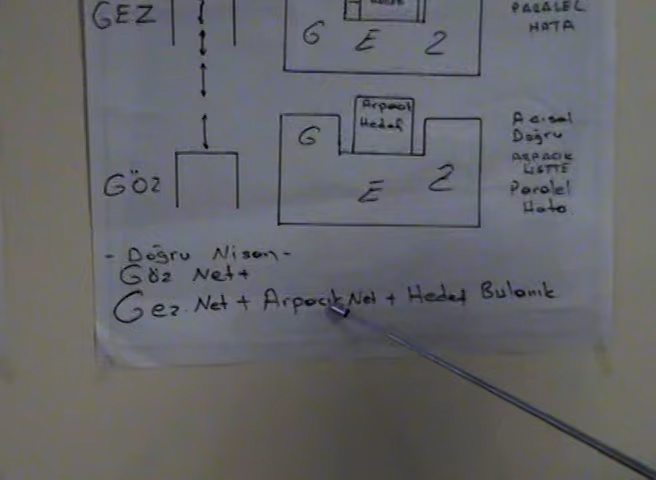 GEZ
G E Z
PARALEL
HATA
GÖZ
Arpacık
Hedef
G
E Z
Açısal
Doğru
ARPACIK
ÜSTTE
Paralel
Hata
- Doğru Nişan -
Göz Net +
Gez Net + Arpacık Net + Hedef Bulanık